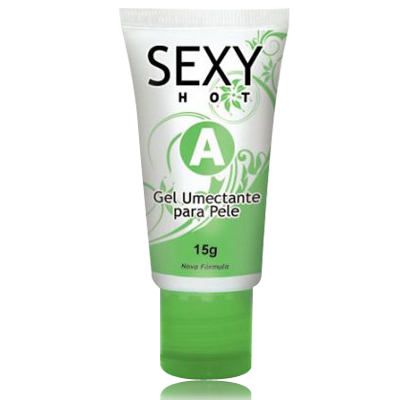 SEXY
HOT
A
Gel Umectante
para Pele
15g
Nova Fórmula